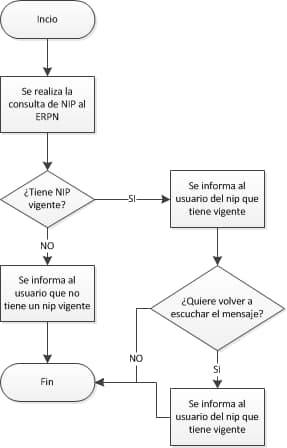 Incio
Se realiza la
consulta de NIP al
ERPN
¿Tiene NIP
vigente?
SI
Se informa al
usuario del nip que
tiene vigente
NO
Se informa al
usuario que no
tiene un nip vigente
¿Quiere volver a
escuchar el mensaje?
NO
SI
Fin
Se informa al
usuario del nip que
tiene vigente